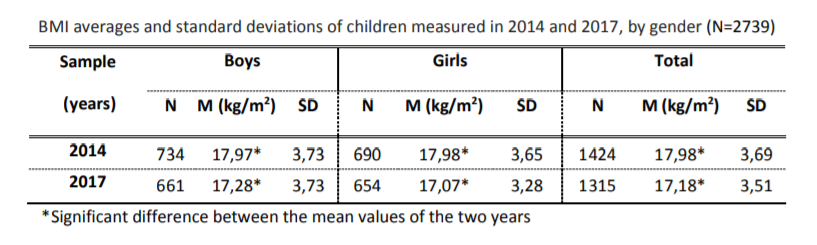 BMI averages and standard deviations of children measured in 2014 and 2017, by gender (N=2739)
Sample Boys Girls Total
(years) N M (kg/m²) SD N M (kg/m²) SD N M (kg/m²) SD
2014 734 17,97* 3,73 690 17,98* 3,65 1424 17,98* 3,69
2017 661 17,28* 3,73 654 17,07* 3,28 1315 17,18* 3,51
*Significant difference between the mean values of the two years